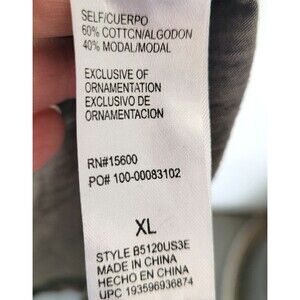 SELF/CUERPO
60% COTTON/ALGODON
40% MODAL/MODAL
EXCLUSIVE OF
ORNAMENTATION
EXCLUSIVO DE
ORNAMENTACION
RN#15600
PO# 100-00083102
XL
STYLE B5120US3E
MADE IN CHINA
HECHO EN CHINA
UPC 193596936874